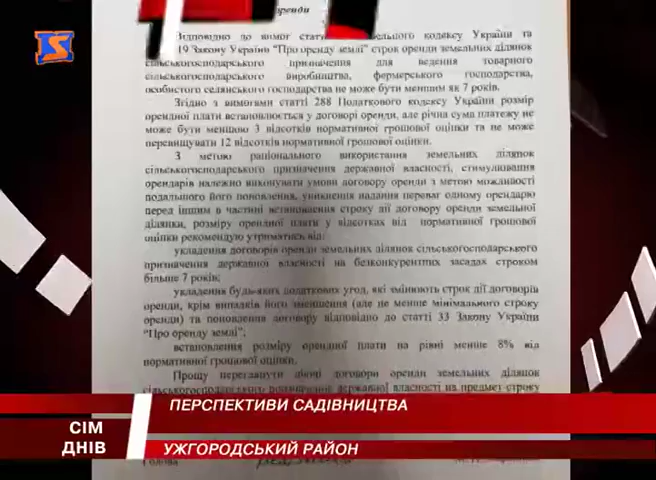 оренди
Відповідно до вимог статті кодексу України та
19 Закону України "Про оренду землі" строк оренди земельних ділянок
сільськогосподарського призначення для ведення товарного
сільськогосподарського виробництва, фермерського господарства,
особистого селянського господарства не може бути меншим як 7 років.
Згідно з вимогами статті 288 Податкового кодексу України розмір
орендної плати встановлюється у договорі оренди, але річна сума платежу не
може бути меншою 3 відсотків нормативної грошової оцінки та не може
перевищувати 12 відсотків нормативної грошової оцінки.
З метою раціонального використання земельних ділянок
сільськогосподарського призначення державної власності, стимулювання
орендарів належно виконувати умови договору оренди з метою можливості
подальшого його поновлення, уникнення надання переваг одному орендарю
перед іншим в частині встановлення строку дії договору оренди земельної
ділянки, розміру орендної плати у відсотках від нормативної грошової
оцінки рекомендую утриматись від:
укладення договорів оренди земельних ділянок сільськогосподарського
призначення державної власності на безконкурентних засадах строком
більше 7 років;
укладення будь-яких додаткових угод, які змінюють строк дії договорів
оренди, крім випадків його зменшення (але не менше мінімального строку
оренди) та поновлення договору відповідно до статті 33 Закону України
"Про оренду землі";
встановлення розміру орендної плати на рівні менше 8% від
нормативної грошової оцінки.
Прошу переглянути діючі договори оренди земельних ділянок
сільськогосподарського призначення державної власності на предмет строку
ПЕРСПЕКТИВИ САДІВНИЦТВА
СІМ
ДНІВ
УЖГОРОДСЬКИЙ РАЙОН
Голова